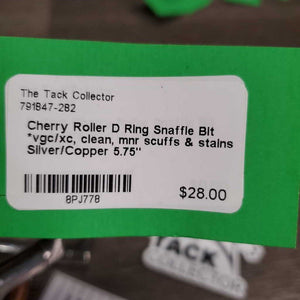 The Tack Collector
791847-282
Cherry Roller D Ring Snaffle Bit
*vgc/xc, clean, mnr scuffs & stains
Silver/Copper 5.75"
8PJ778
$28.00
TACK